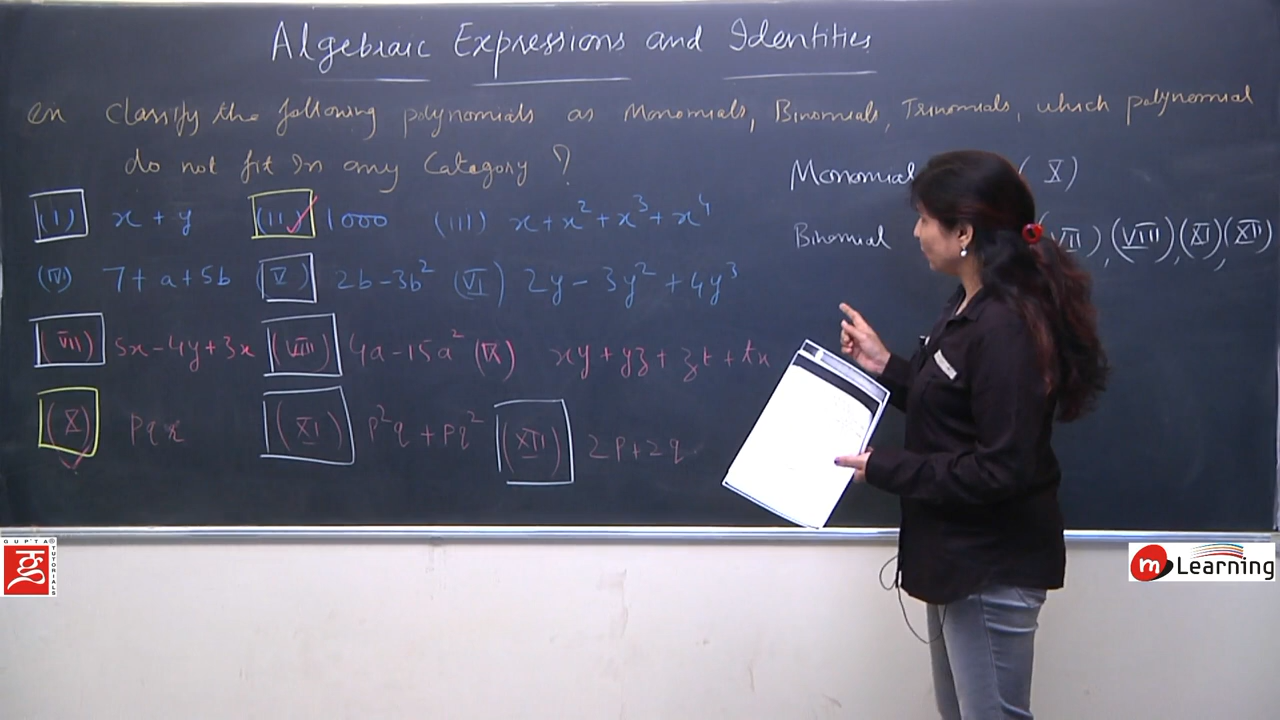 Algebraic Expressions and Identities
Classify the following polynomials as Monomials, Binomials, Trinomials, which polynomial
do not fit in any Category ?
(I) x + y (II) 1000 (III) x + x² + x³ + x⁴
(IV) 7 + a + 5b (V) 2b - 3b² (VI) 2y - 3y² + 4y³
(VII) 5x - 4y + 3x (VIII) 4a - 15a² (IX) xy + yz + zt + tx
(X) pqr (XI) p²q + pq² (XII) 2p + 2q
Monomial (X)
Binomial (VII), (VIII), (XI), (XII)
GUPTA® TUTORIALS
m Learning